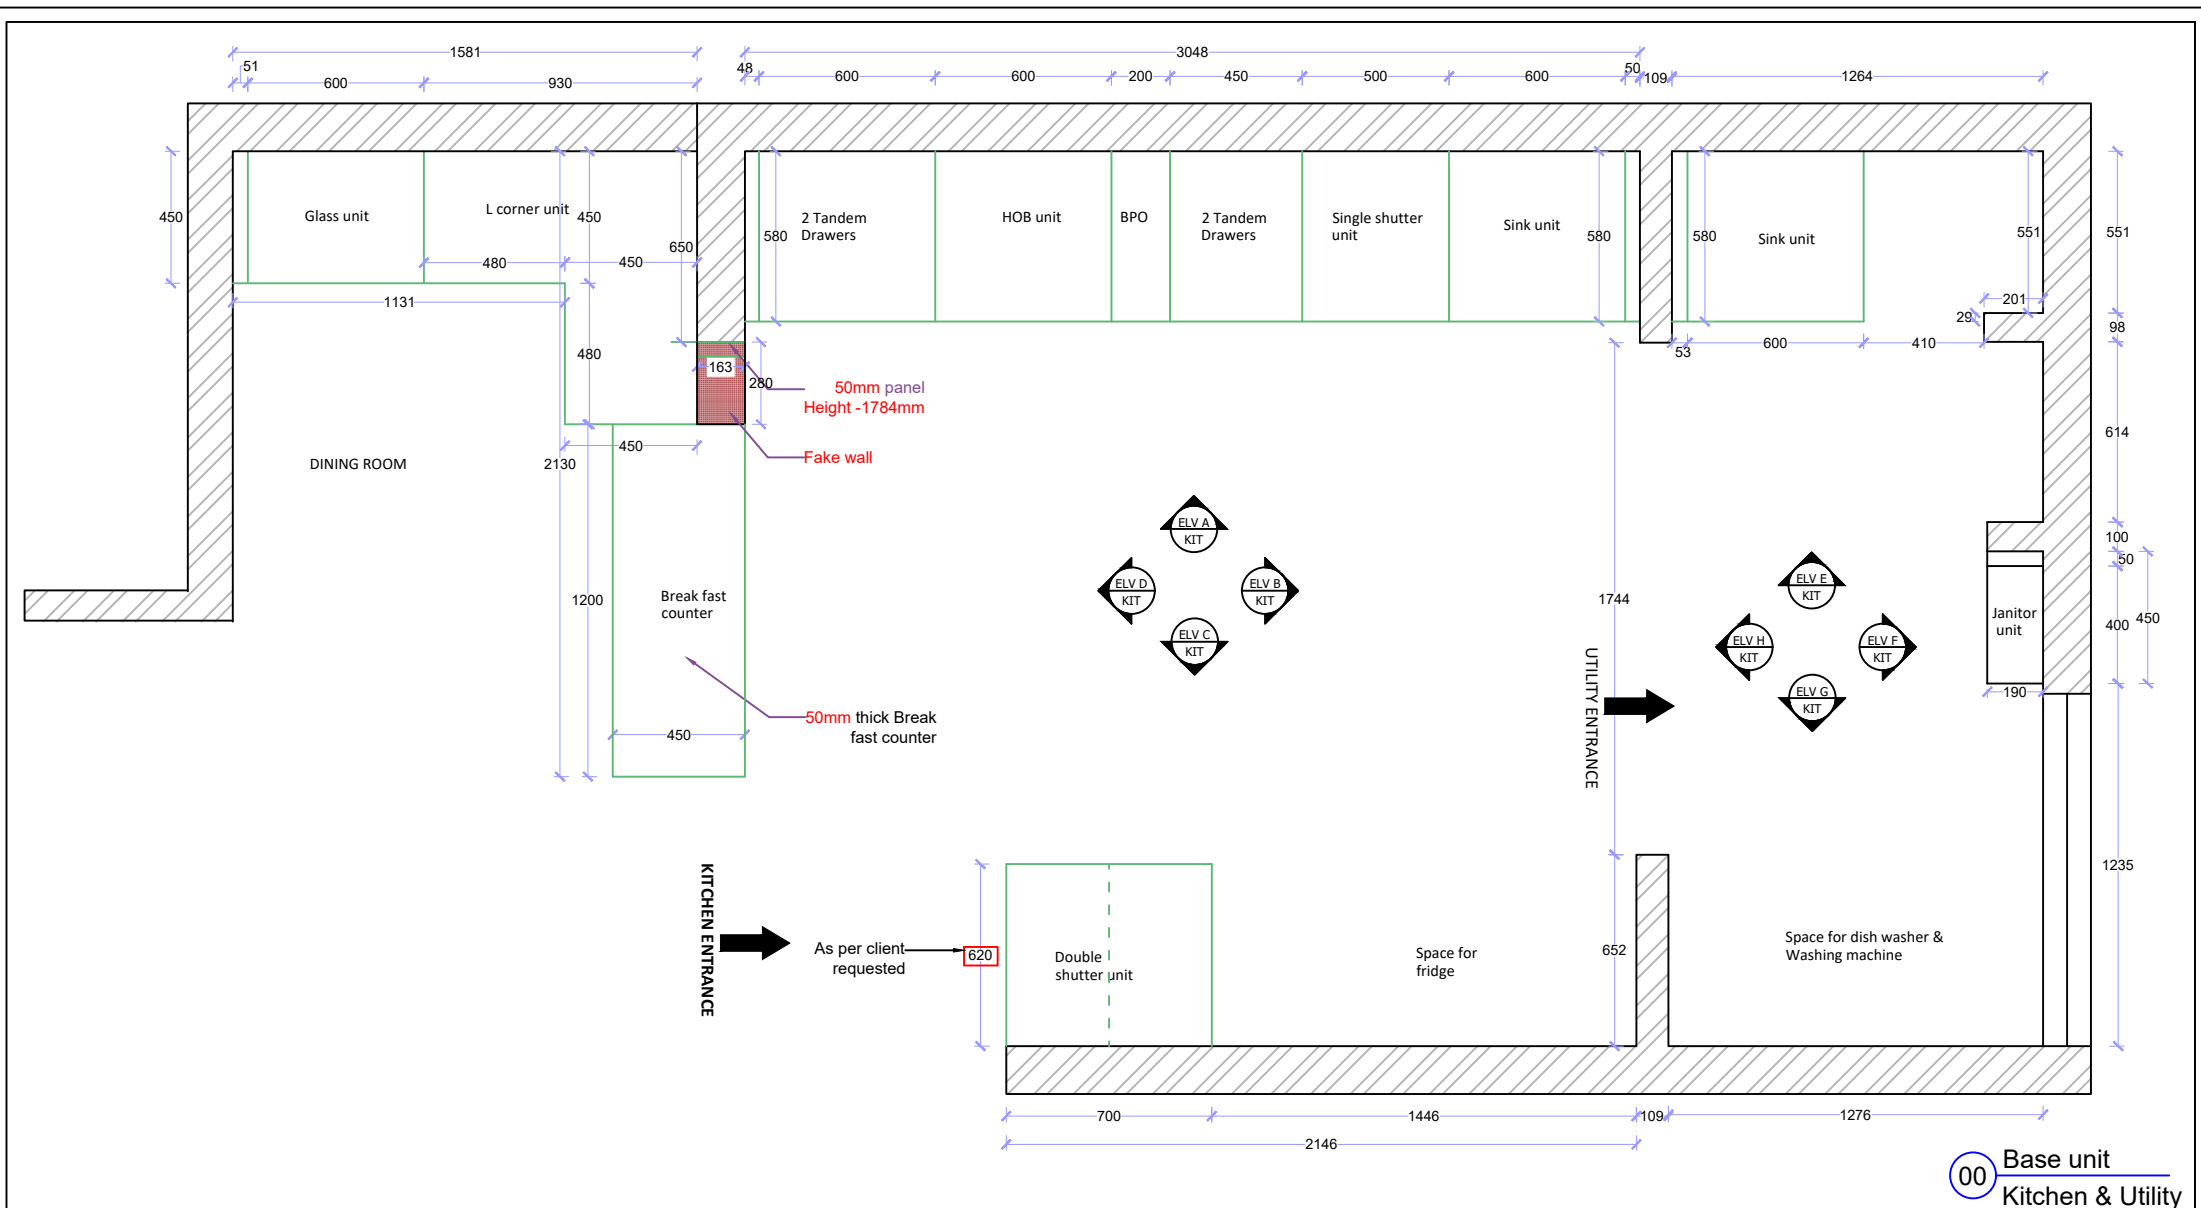 1581
3048
51
600
930
48
600
600
200
450
500
600
50
109
1264
450
Glass unit
L corner unit
450
650
480
450
1131
480
2 Tandem
Drawers
580
HOB unit
BPO
2 Tandem
Drawers
Single shutter
unit
Sink unit
580
580
Sink unit
551
551
201
29
98
53
600
410
163
280
50mm panel
Height -1784mm
Fake wall
450
2130
DINING ROOM
614
100
50
1200
Break fast
counter
ELV A
KIT
ELV D
KIT
ELV B
KIT
ELV C
KIT
1744
ELV E
KIT
ELV H
KIT
ELV F
KIT
ELV G
KIT
Janitor
unit
400
450
190
UTILITY ENTRANCE
50mm thick Break
fast counter
450
KITCHEN ENTRANCE
As per client
requested
620
Double
shutter unit
Space for
fridge
652
Space for dish washer &
Washing machine
1235
700
1446
109
1276
2146
00
Base unit
Kitchen & Utility